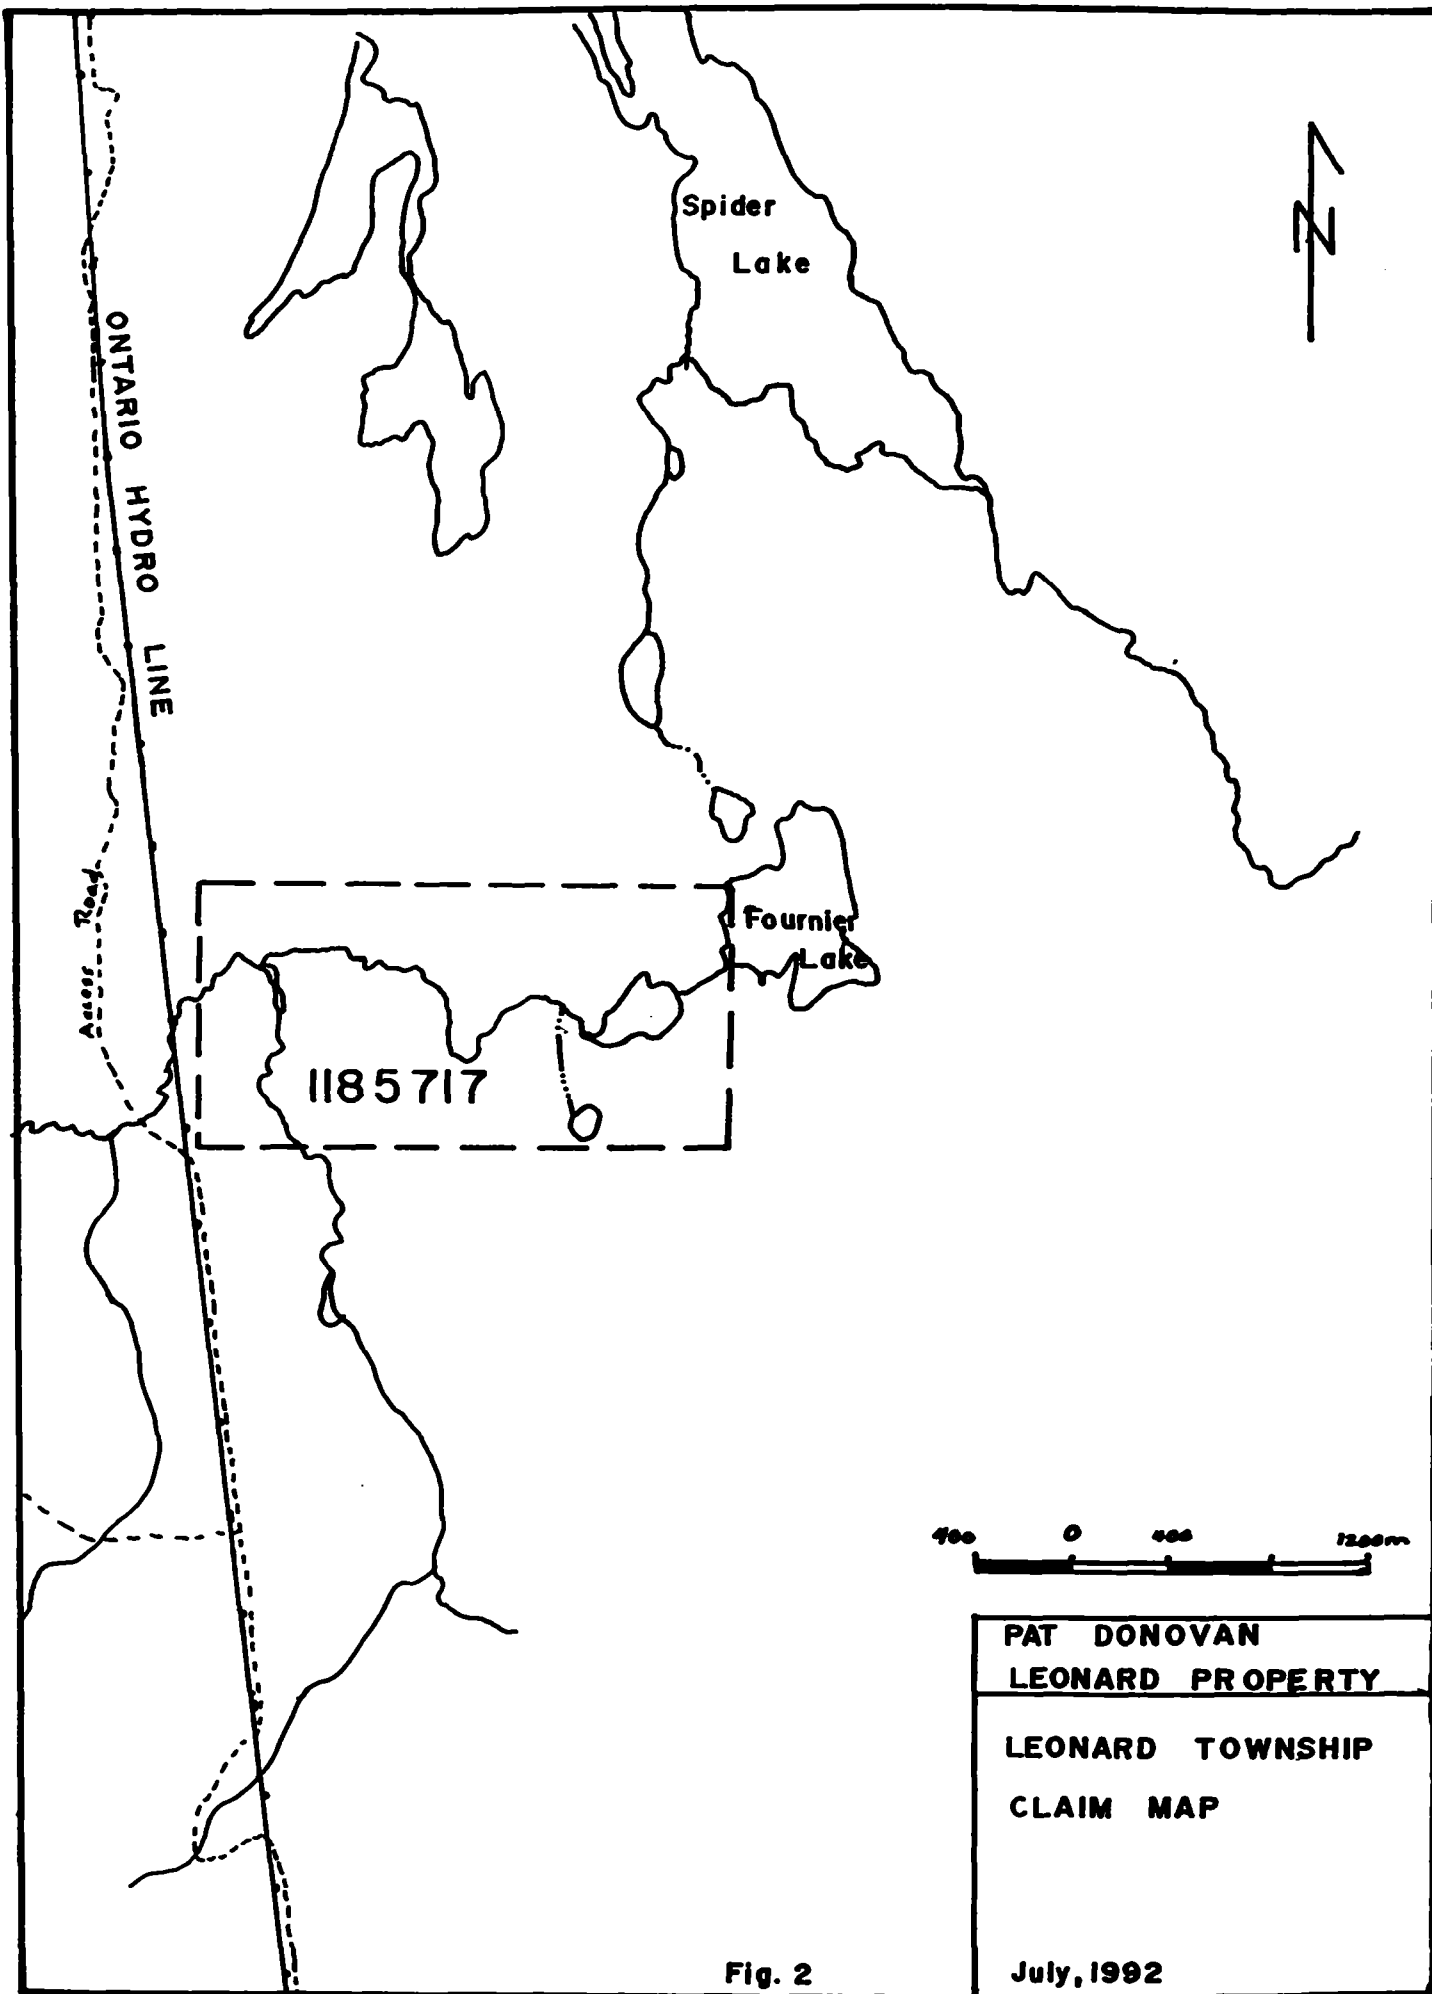 Spider
Lake
N
ONTARIO HYDRO LINE
Access Road
Fournier
Lake
1185717
400 0 400 1200m
PAT DONOVAN
LEONARD PROPERTY
LEONARD TOWNSHIP
CLAIM MAP
Fig. 2
July, 1992